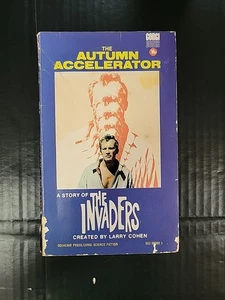 THE
AUTUMN
ACCELERATOR
CORGI
A STORY OF
THE
INVADERS
CREATED BY LARRY COHEN